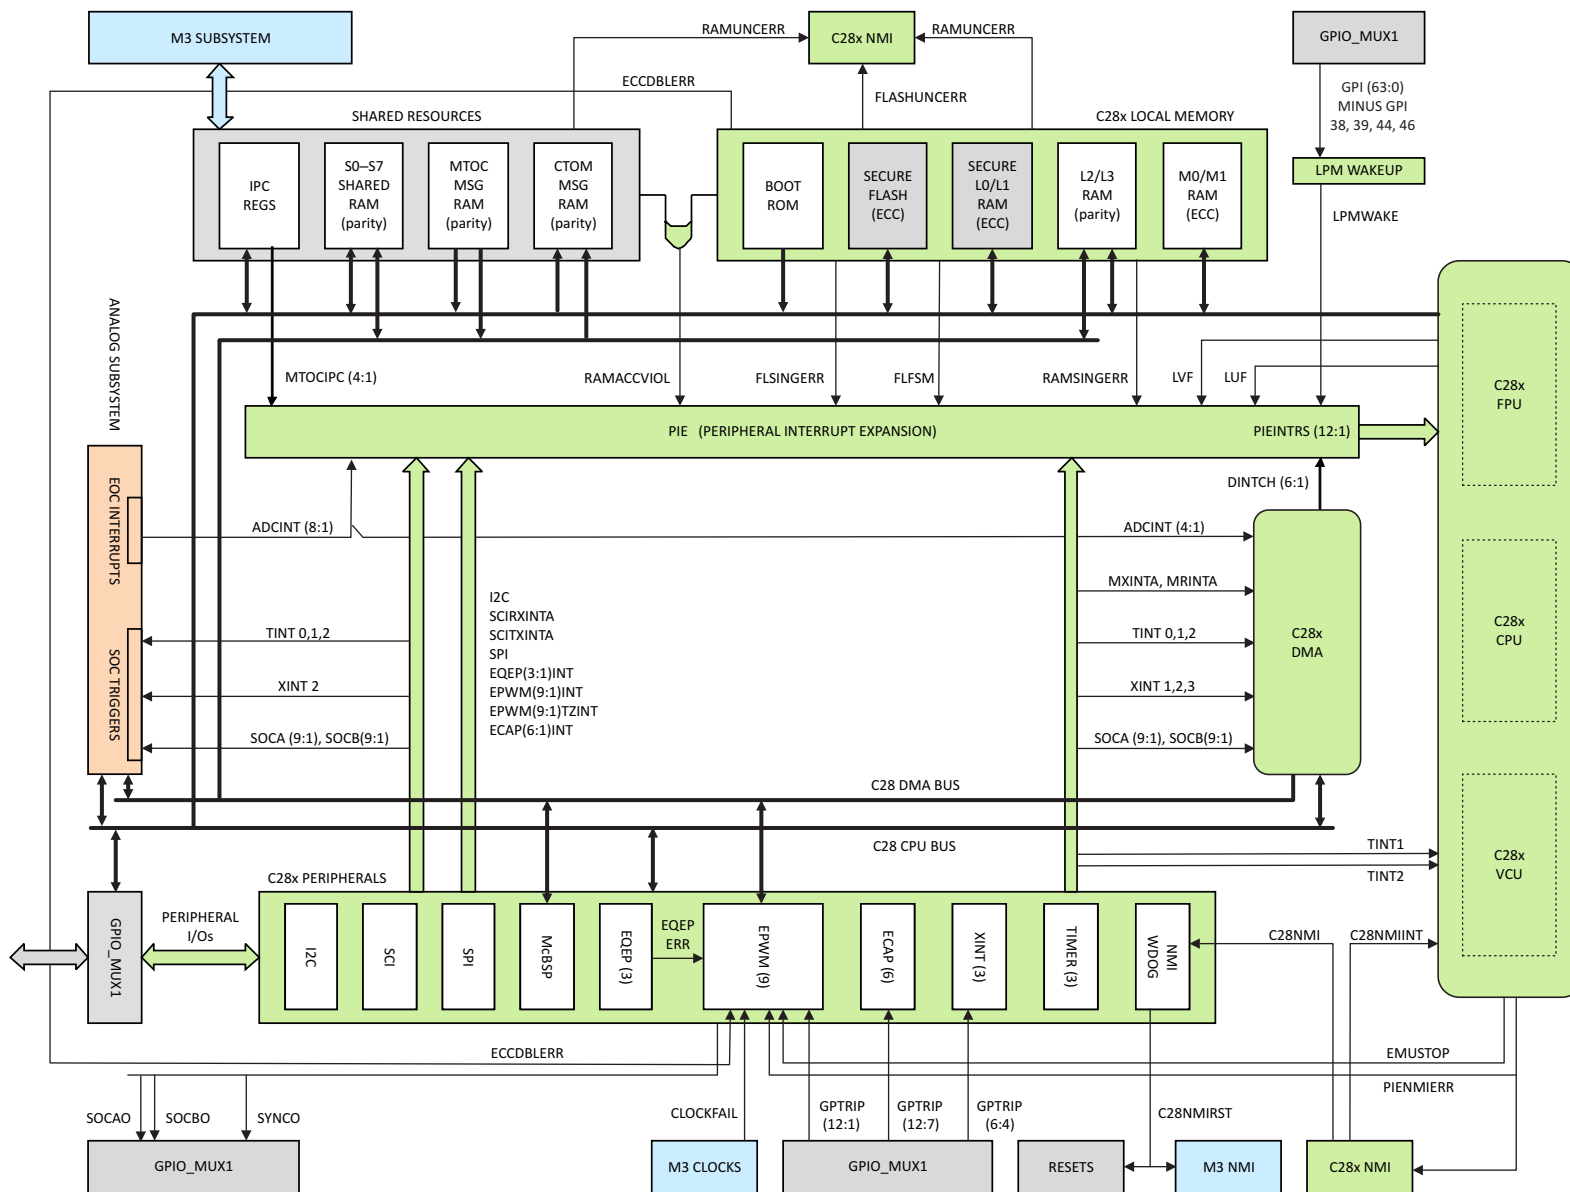 M3 SUBSYSTEM
RAMUNCERR
C28x NMI
RAMUNCERR
GPIO_MUX1
ECCDBLERR
FLASHUNCERR
GPI (63:0)
MINUS GPI
38, 39, 44, 46
SHARED RESOURCES
C28x LOCAL MEMORY
IPC
REGS
S0–S7
SHARED
RAM
(parity)
MTOC
MSG
RAM
(parity)
CTOM
MSG
RAM
(parity)
BOOT
ROM
SECURE
FLASH
(ECC)
SECURE
L0/L1
RAM
(ECC)
L2/L3
RAM
(parity)
M0/M1
RAM
(ECC)
LPM WAKEUP
LPMWAKE
ANALOG SUBSYSTEM
MTOCIPC (4:1)
RAMACCVIOL
FLSINGERR
FLFSM
RAMSINGERR
LVF
LUF
C28x
FPU
PIE (PERIPHERAL INTERRUPT EXPANSION)
PIEINTRS (12:1)
DINTCH (6:1)
EOC INTERRUPTS
ADCINT (8:1)
ADCINT (4:1)
I2C
SCIRXINTA
SCITXINTA
SPI
EQEP(3:1)INT
EPWM(9:1)INT
EPWM(9:1)TZINT
ECAP(6:1)INT
MXINTA, MRINTA
SOC TRIGGERS
TINT 0,1,2
TINT 0,1,2
C28x
DMA
C28x
CPU
XINT 2
XINT 1,2,3
SOCA (9:1), SOCB(9:1)
SOCA (9:1), SOCB(9:1)
C28 DMA BUS
C28 CPU BUS
TINT1
TINT2
C28x
VCU
C28x PERIPHERALS
GPIO_MUX1
PERIPHERAL
I/Os
I2C
SCI
SPI
McBSP
EQEP (3)
EQEP
ERR
EPWM (9)
ECAP (6)
XINT (3)
TIMER (3)
NMI
WDOG
C28NMI
C28NMIINT
ECCDBLERR
EMUSTOP
PIENMIERR
SOCAO
SOCBO
SYNCO
CLOCKFAIL
GPTRIP
(12:1)
GPTRIP
(12:7)
GPTRIP
(6:4)
C28NMIRST
GPIO_MUX1
M3 CLOCKS
GPIO_MUX1
RESETS
M3 NMI
C28x NMI